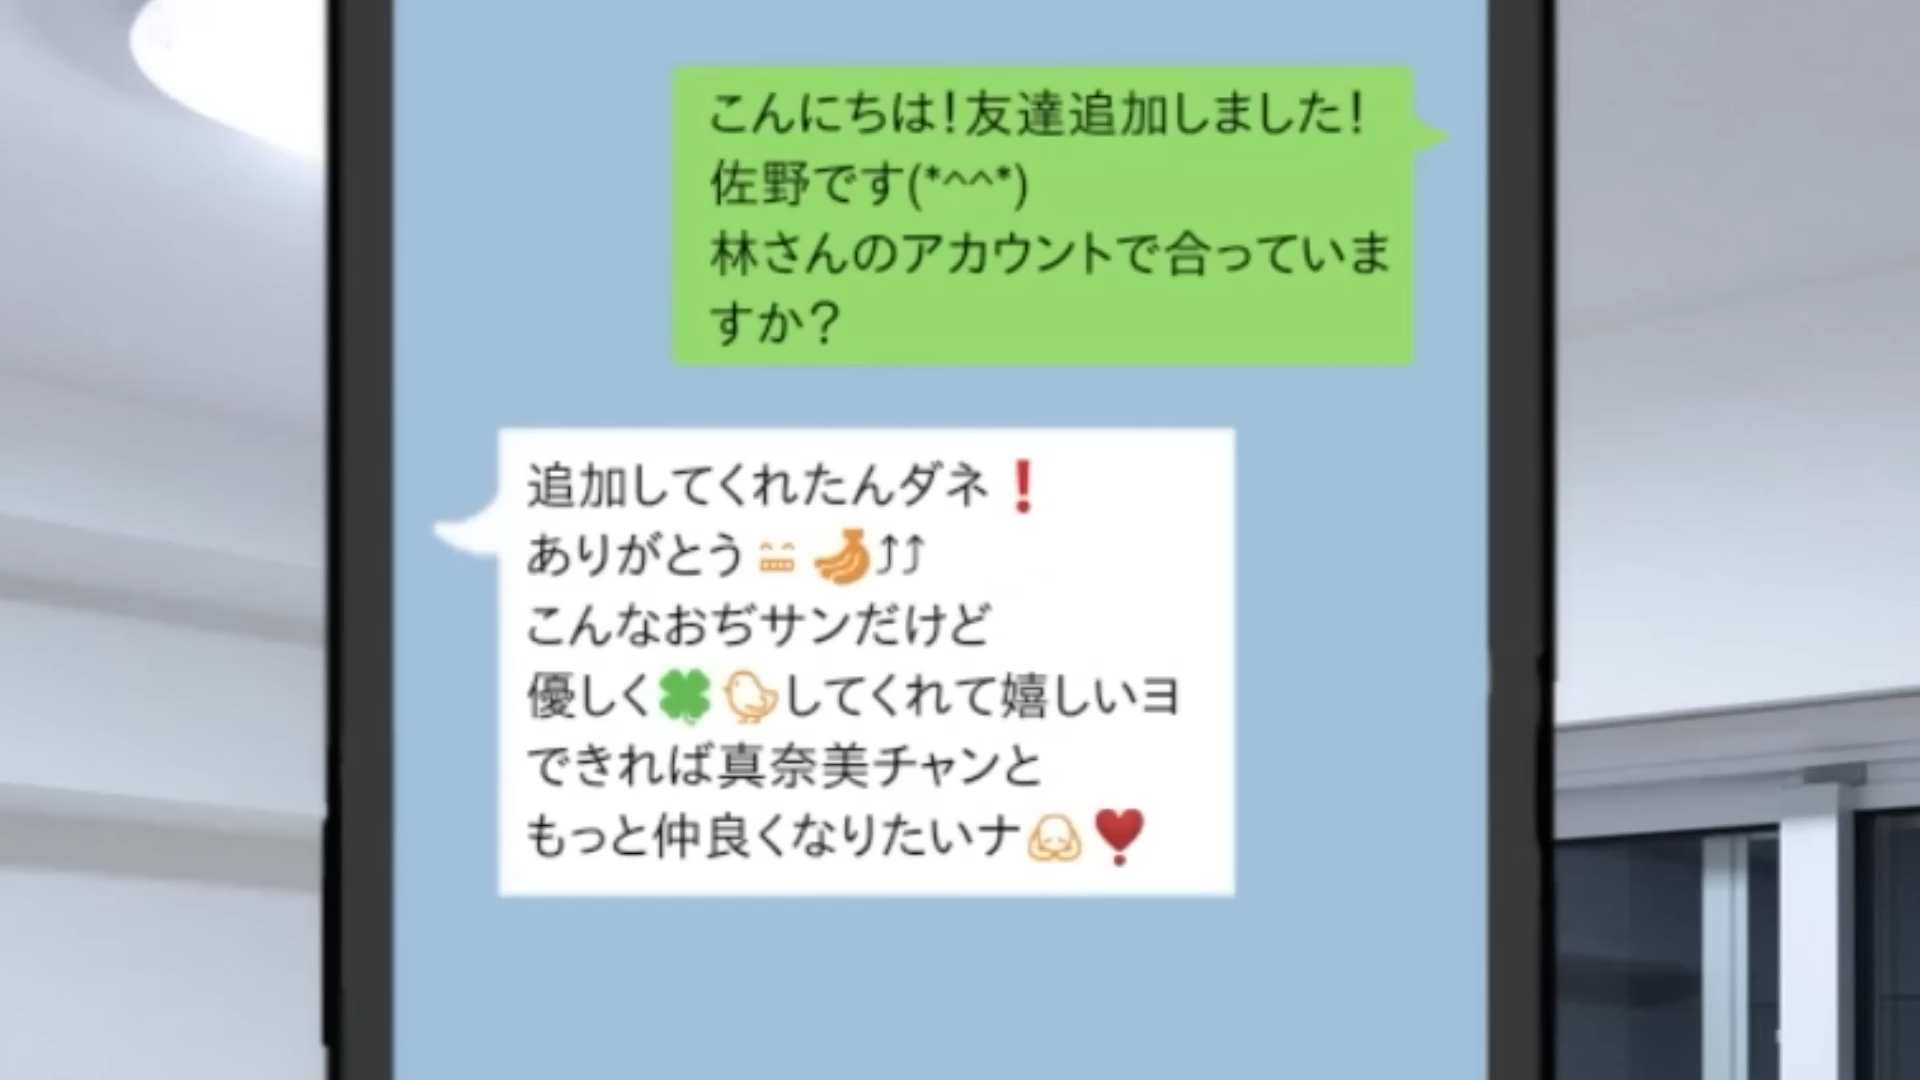 こんにちは！友達追加しました！
佐野です(*^^*)
林さんのアカウントで合っていま
すか？
追加してくれたんダネ❗
ありがとう😁🍌⤴⤴
こんなおぢサンだけど
優しく🍀🐤してくれて嬉しいヨ
できれば真奈美チャンと
もっと仲良くなりたいナ🙏❣